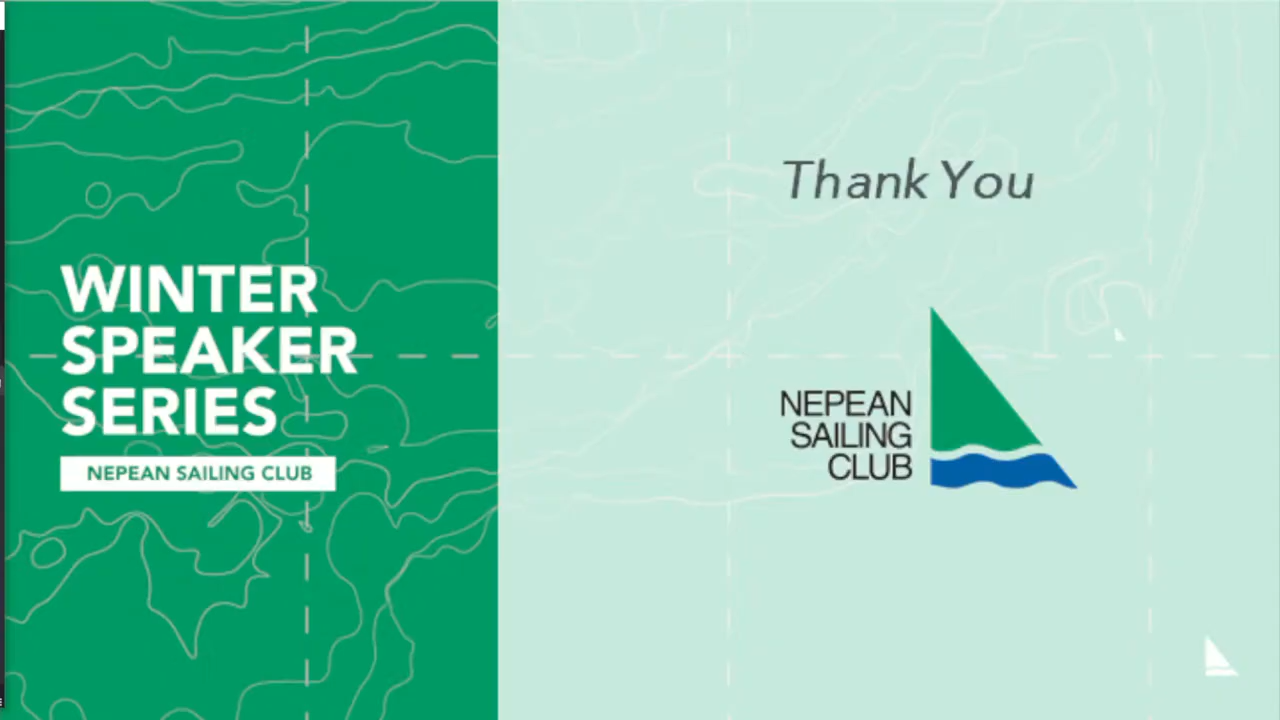 WINTER
SPEAKER
SERIES
NEPEAN SAILING CLUB
Thank You
NEPEAN
SAILING
CLUB